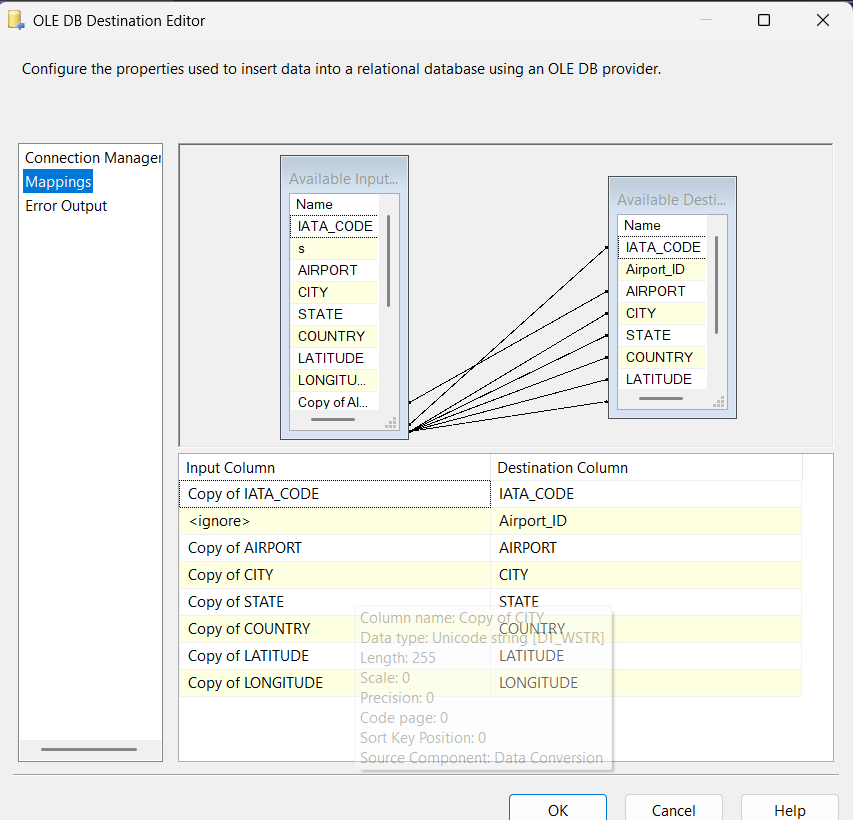 OLE DB Destination Editor
Configure the properties used to insert data into a relational database using an OLE DB provider.
Connection Manager
Mappings
Error Output
Available Input...
Name
IATA_CODE
s
AIRPORT
CITY
STATE
COUNTRY
LATITUDE
LONGITU...
Copy of AI...
Available Desti...
Name
IATA_CODE
Airport_ID
AIRPORT
CITY
STATE
COUNTRY
LATITUDE
Input Column Destination Column
Copy of IATA_CODE IATA_CODE
<ignore> Airport_ID
Copy of AIRPORT AIRPORT
Copy of CITY CITY
Copy of STATE STATE
Copy of COUNTRY COUNTRY
Copy of LATITUDE LATITUDE
Copy of LONGITUDE LONGITUDE
Column name: Copy of CITY
Data type: Unicode string [DT_WSTR]
Length: 255
Scale: 0
Precision: 0
Code page: 0
Sort Key Position: 0
Source Component: Data Conversion
OK Cancel Help